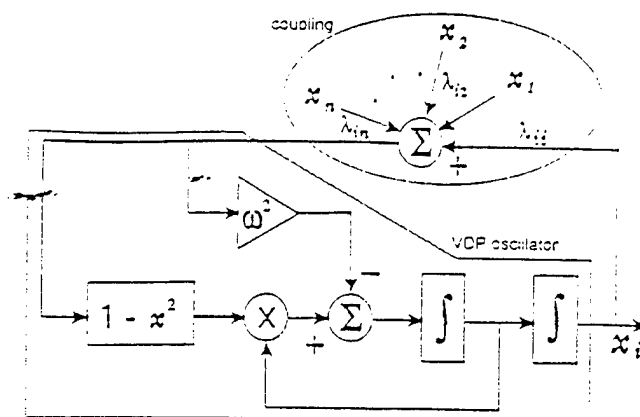 coupling
x₂
xₙ
λᵢ₂
x₁
λᵢₙ
Σ
λᵢᵢ
+
ω²
VDP oscillator
−
1 - x²
×
+
Σ
∫
∫
xᵢ